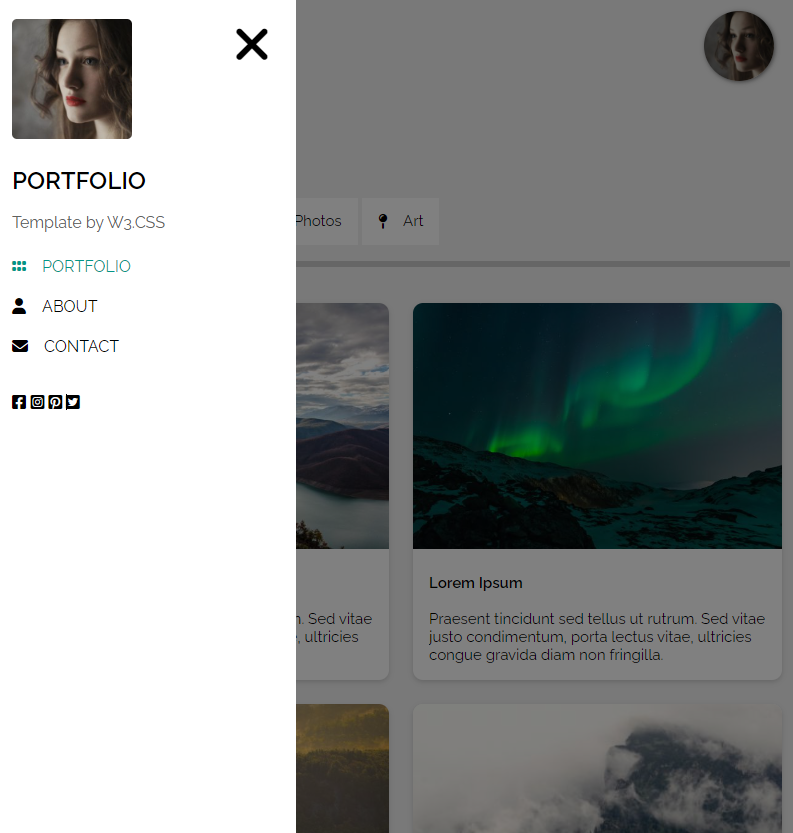 PORTFOLIO
Template by W3.CSS
PORTFOLIO
ABOUT
CONTACT
Photos
Art
. Sed vitae
, ultricies
Lorem Ipsum
Praesent tincidunt sed tellus ut rutrum. Sed vitae
justo condimentum, porta lectus vitae, ultricies
congue gravida diam non fringilla.